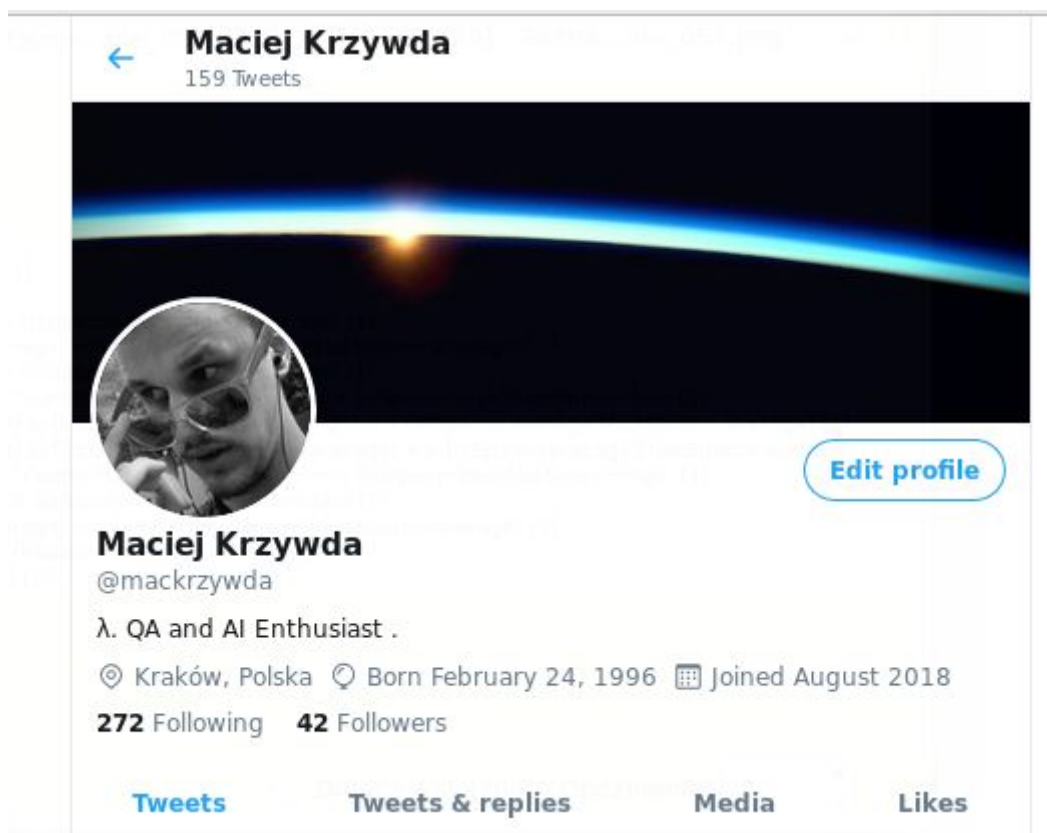 Maciej Krzywda
159 Tweets
Edit profile
Maciej Krzywda
@mackrzywda
λ. QA and AI Enthusiast .
Kraków, Polska Born February 24, 1996 Joined August 2018
272 Following 42 Followers
Tweets Tweets & replies Media Likes